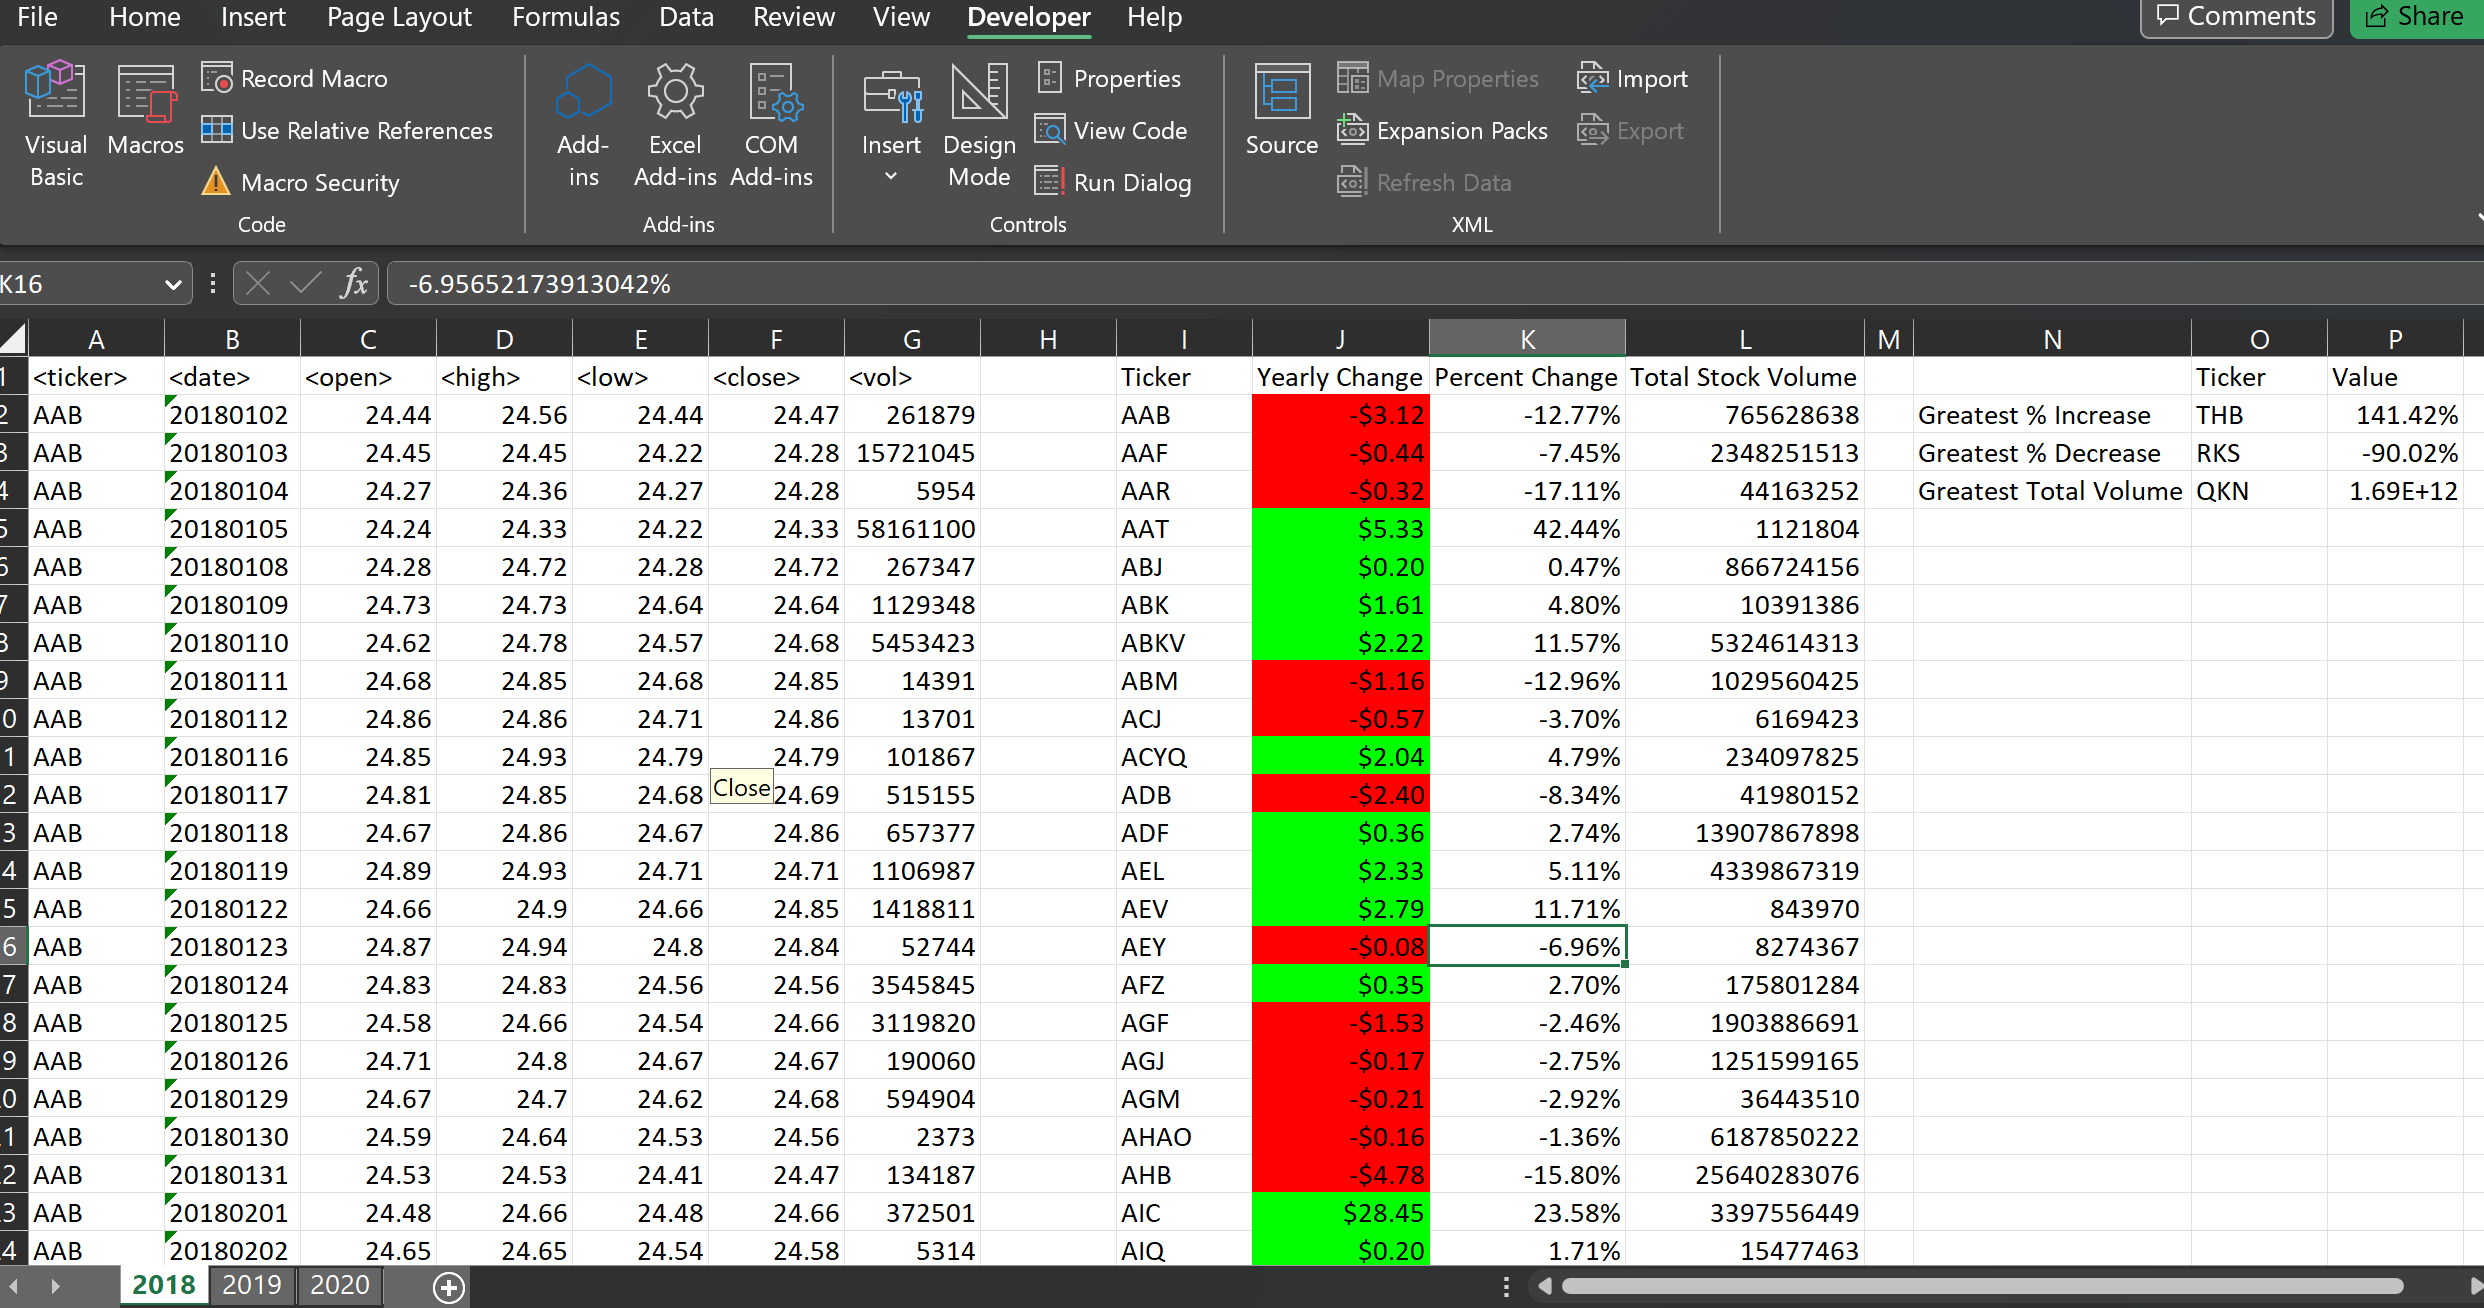 File Home Insert Page Layout Formulas Data Review View Developer Help Comments Share
Visual Basic Macros Record Macro Use Relative References Macro Security Code
Add-ins Excel Add-ins COM Add-ins Add-ins
Insert Design Mode Properties View Code Run Dialog Controls
Source Map Properties Expansion Packs Refresh Data Import Export XML
K16 fx -6.95652173913042%
A B C D E F G H I J K L M N O P
1 <ticker> <date> <open> <high> <low> <close> <vol> Ticker Yearly Change Percent Change Total Stock Volume Ticker Value
2 AAB 20180102 24.44 24.56 24.44 24.47 261879 AAB -$3.12 -12.77% 765628638 Greatest % Increase THB 141.42%
3 AAB 20180103 24.45 24.45 24.22 24.28 15721045 AAF -$0.44 -7.45% 2348251513 Greatest % Decrease RKS -90.02%
4 AAB 20180104 24.27 24.36 24.27 24.28 5954 AAR -$0.32 -17.11% 44163252 Greatest Total Volume QKN 1.69E+12
5 AAB 20180105 24.24 24.33 24.22 24.33 58161100 AAT $5.33 42.44% 1121804
6 AAB 20180108 24.28 24.72 24.28 24.72 267347 ABJ $0.20 0.47% 866724156
7 AAB 20180109 24.73 24.73 24.64 24.64 1129348 ABK $1.61 4.80% 10391386
8 AAB 20180110 24.62 24.78 24.57 24.68 5453423 ABKV $2.22 11.57% 5324614313
9 AAB 20180111 24.68 24.85 24.68 24.85 14391 ABM -$1.16 -12.96% 1029560425
0 AAB 20180112 24.86 24.86 24.71 24.86 13701 ACJ -$0.57 -3.70% 6169423
1 AAB 20180116 24.85 24.93 24.79 24.79 101867 ACYQ $2.04 4.79% 234097825
2 AAB 20180117 24.81 24.85 24.68 Close 24.69 515155 ADB -$2.40 -8.34% 41980152
3 AAB 20180118 24.67 24.86 24.67 24.86 657377 ADF $0.36 2.74% 13907867898
4 AAB 20180119 24.89 24.93 24.71 24.71 1106987 AEL $2.33 5.11% 4339867319
5 AAB 20180122 24.66 24.9 24.66 24.85 1418811 AEV $2.79 11.71% 843970
6 AAB 20180123 24.87 24.94 24.8 24.84 52744 AEY -$0.08 -6.96% 8274367
7 AAB 20180124 24.83 24.83 24.56 24.56 3545845 AFZ $0.35 2.70% 175801284
8 AAB 20180125 24.58 24.66 24.54 24.66 3119820 AGF -$1.53 -2.46% 1903886691
9 AAB 20180126 24.71 24.8 24.67 24.67 190060 AGJ -$0.17 -2.75% 1251599165
0 AAB 20180129 24.67 24.7 24.62 24.68 594904 AGM -$0.21 -2.92% 36443510
1 AAB 20180130 24.59 24.64 24.53 24.56 2373 AHAO -$0.16 -1.36% 6187850222
2 AAB 20180131 24.53 24.53 24.41 24.47 134187 AHB -$4.78 -15.80% 25640283076
3 AAB 20180201 24.48 24.66 24.48 24.66 372501 AIC $28.45 23.58% 3397556449
4 AAB 20180202 24.65 24.65 24.54 24.58 5314 AIQ $0.20 1.71% 15477463
2018 2019 2020